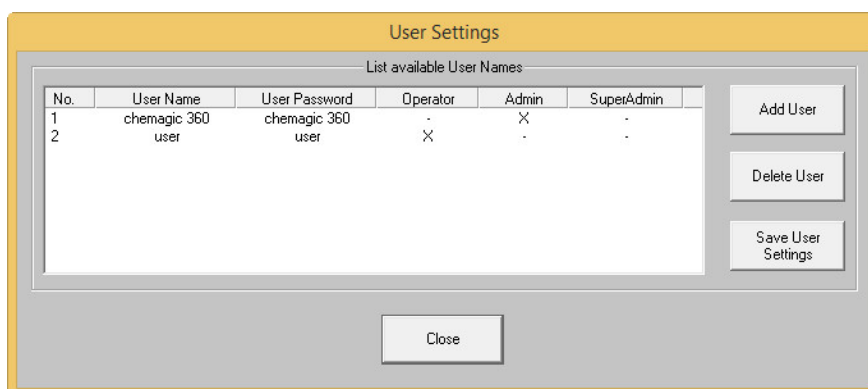 User Settings
List available User Names
No. User Name User Password Operator Admin SuperAdmin
1 chemagic 360 chemagic 360 - X -
2 user user X - -
Add User
Delete User
Save User
Settings
Close